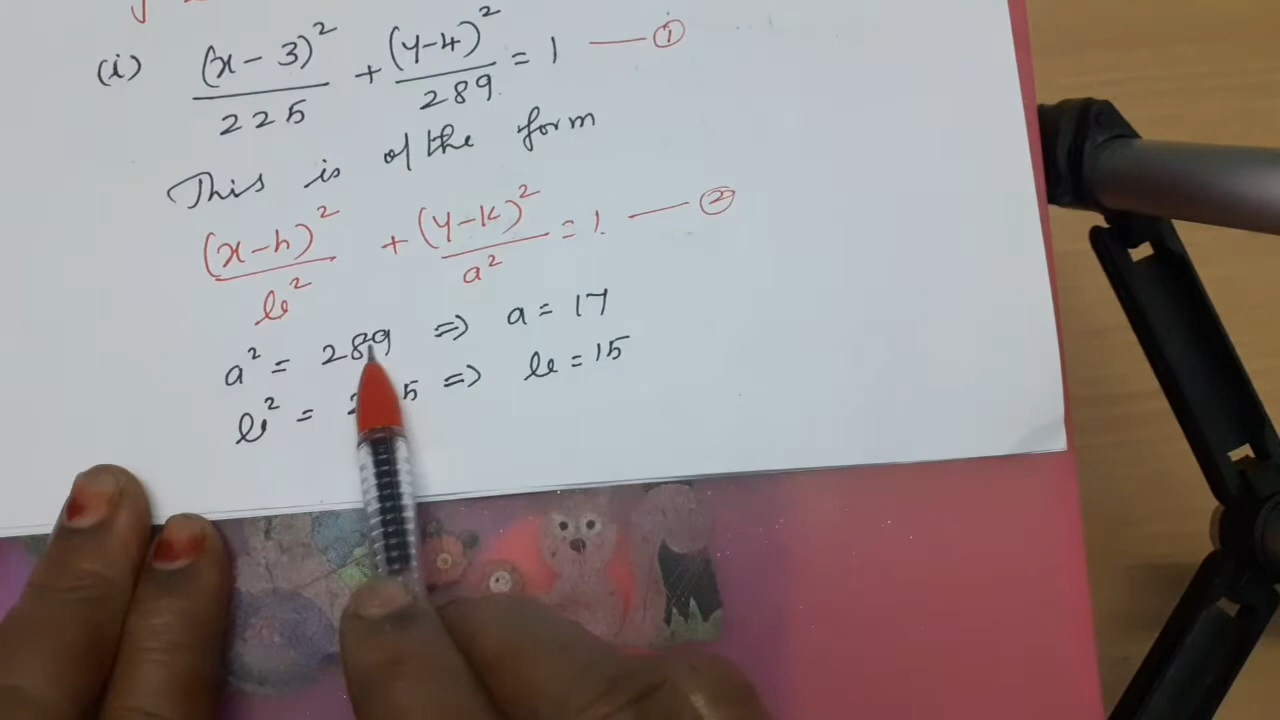 (i) (x-3)²/225 + (y-4)²/289 = 1 — ①
This is of the form
(x-h)²/b² + (y-k)²/a² = 1. — ②
a² = 289 => a = 17
b² = 5 => b = 15